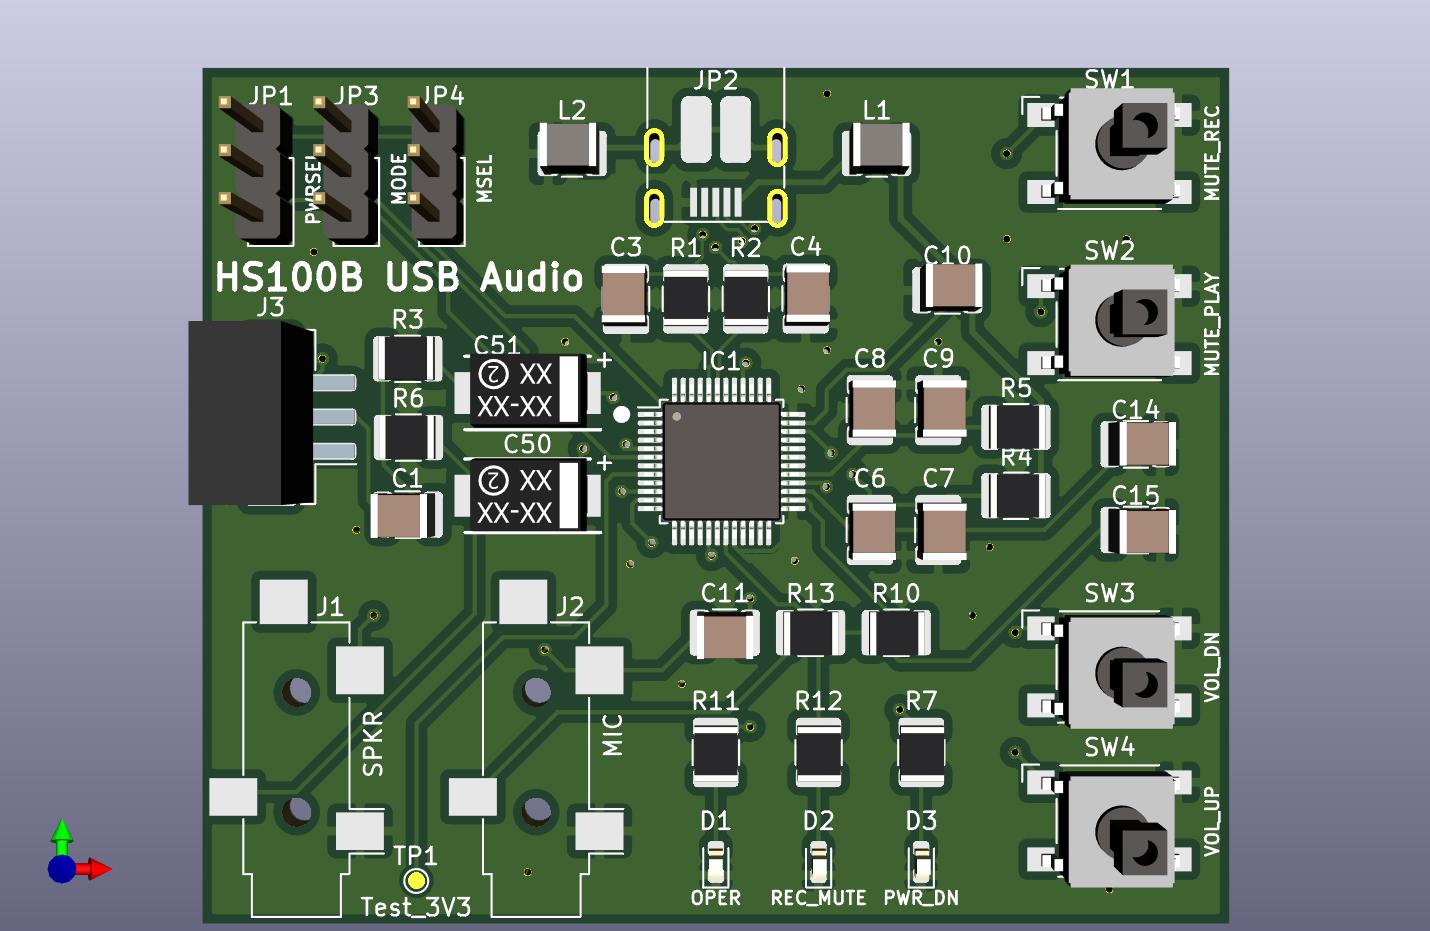 JP1
JP3
JP4
JP2
SW1
L2
L1
MUTE_REC
PWRSEL
MODE
MSEL
C3
R1
R2
C4
C10
SW2
HS100B USB Audio
MUTE_PLAY
J3
R3
C51
2 XX
XX-XX
+
IC1
C8
C9
R5
R6
C14
C50
2 XX
XX-XX
+
R4
C1
C6
C7
C15
J1
J2
C11
R13
R10
SW3
VOL_DN
SPKR
MIC
R11
R12
R7
SW4
VOL_UP
D1
D2
D3
TP1
Test_3V3
OPER
REC_MUTE
PWR_DN